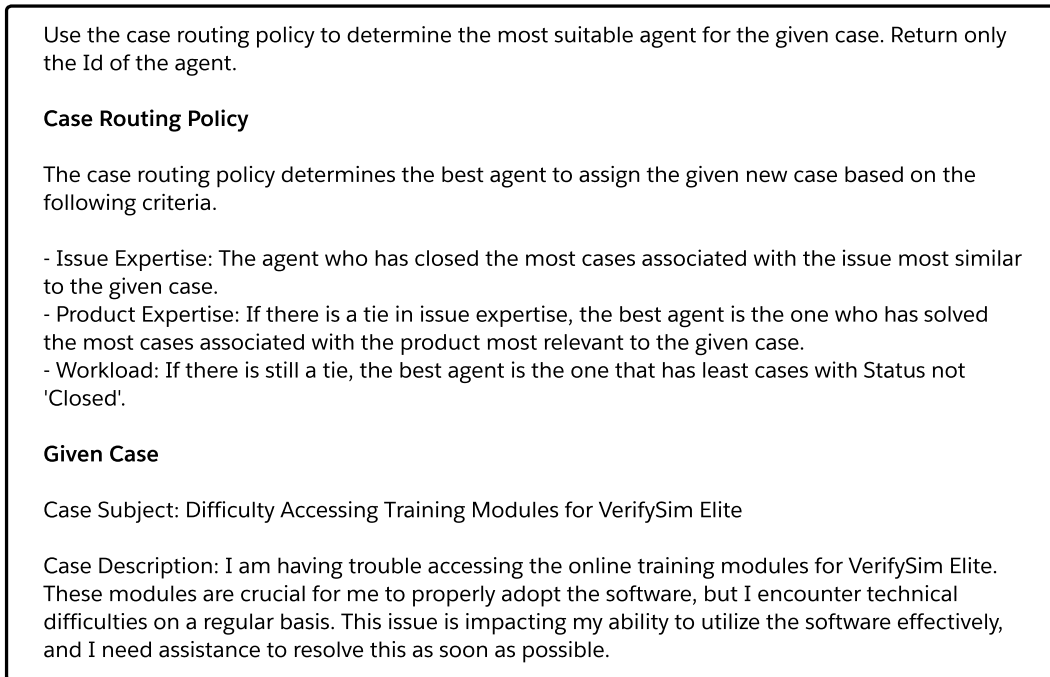 Use the case routing policy to determine the most suitable agent for the given case. Return only
the Id of the agent.
Case Routing Policy
The case routing policy determines the best agent to assign the given new case based on the
following criteria.
- Issue Expertise: The agent who has closed the most cases associated with the issue most similar
to the given case.
- Product Expertise: If there is a tie in issue expertise, the best agent is the one who has solved
the most cases associated with the product most relevant to the given case.
- Workload: If there is still a tie, the best agent is the one that has least cases with Status not
'Closed'.
Given Case
Case Subject: Difficulty Accessing Training Modules for VerifySim Elite
Case Description: I am having trouble accessing the online training modules for VerifySim Elite.
These modules are crucial for me to properly adopt the software, but I encounter technical
difficulties on a regular basis. This issue is impacting my ability to utilize the software effectively,
and I need assistance to resolve this as soon as possible.